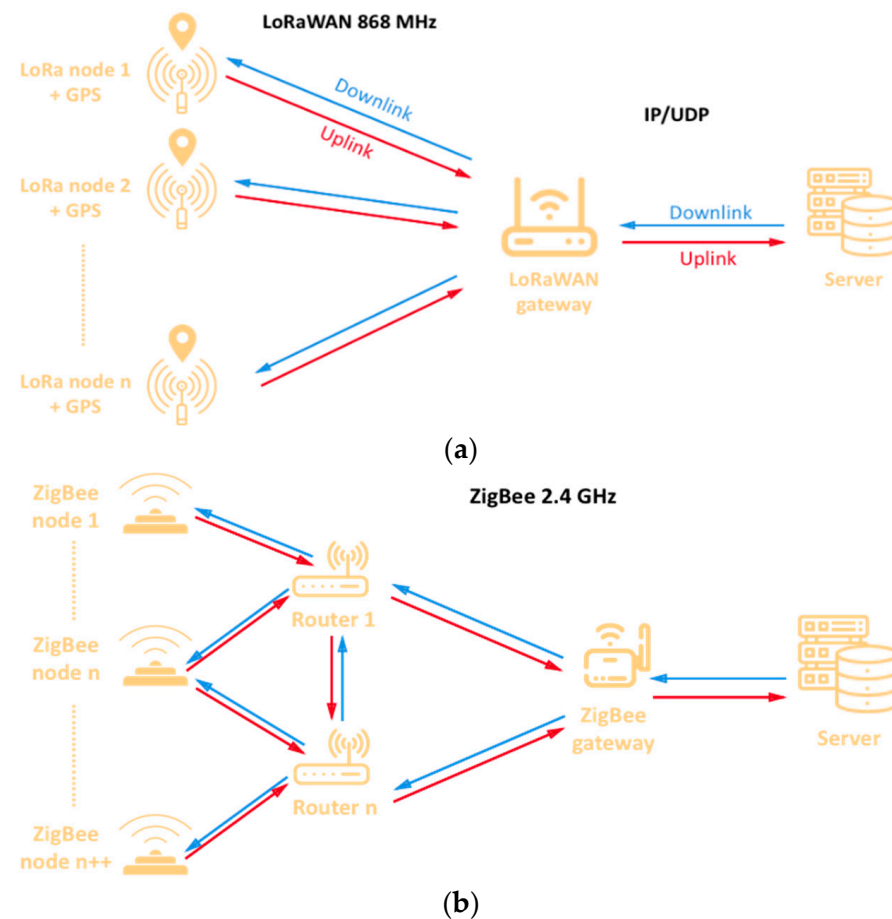 LoRaWAN 868 MHz
LoRa node 1
+ GPS
Downlink
Uplink
IP/UDP
LoRa node 2
+ GPS
Downlink
Uplink
LoRaWAN
gateway
Server
LoRa node n
+ GPS
(a)
ZigBee
node 1
ZigBee 2.4 GHz
Router 1
ZigBee
node n
ZigBee
gateway
Server
Router n
ZigBee
node n++
(b)